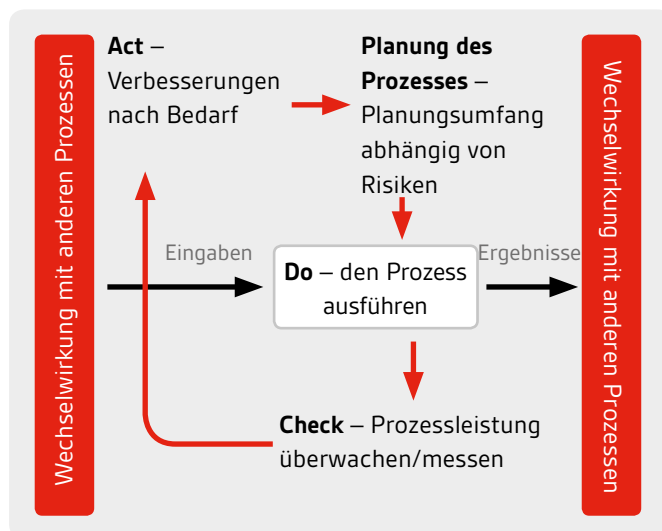 Wechselwirkung mit anderen Prozessen
Act –
Verbesserungen
nach Bedarf
Planung des
Prozesses –
Planungsumfang
abhängig von
Risiken
Eingaben
Do – den Prozess
ausführen
Ergebnisse
Check – Prozessleistung
überwachen/messen
Wechselwirkung mit anderen Prozessen